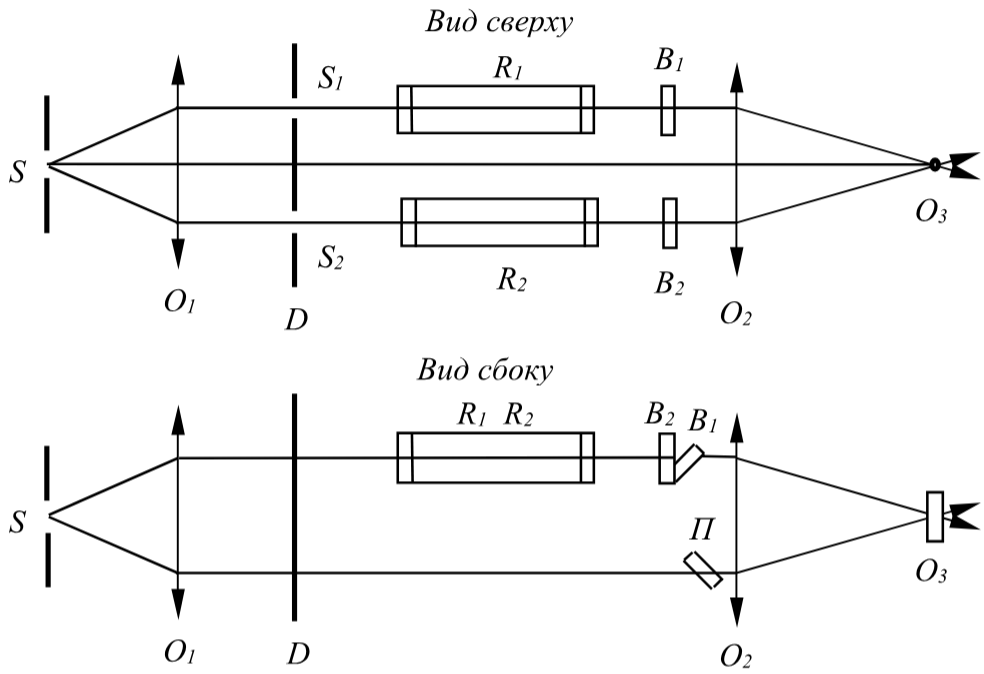 Вид сверху
S₁ R₁ B₁
S
O₃
S₂ R₂ B₂
O₁ D O₂
Вид сбоку
R₁ R₂ B₂ B₁
S
П
O₃
O₁ D O₂